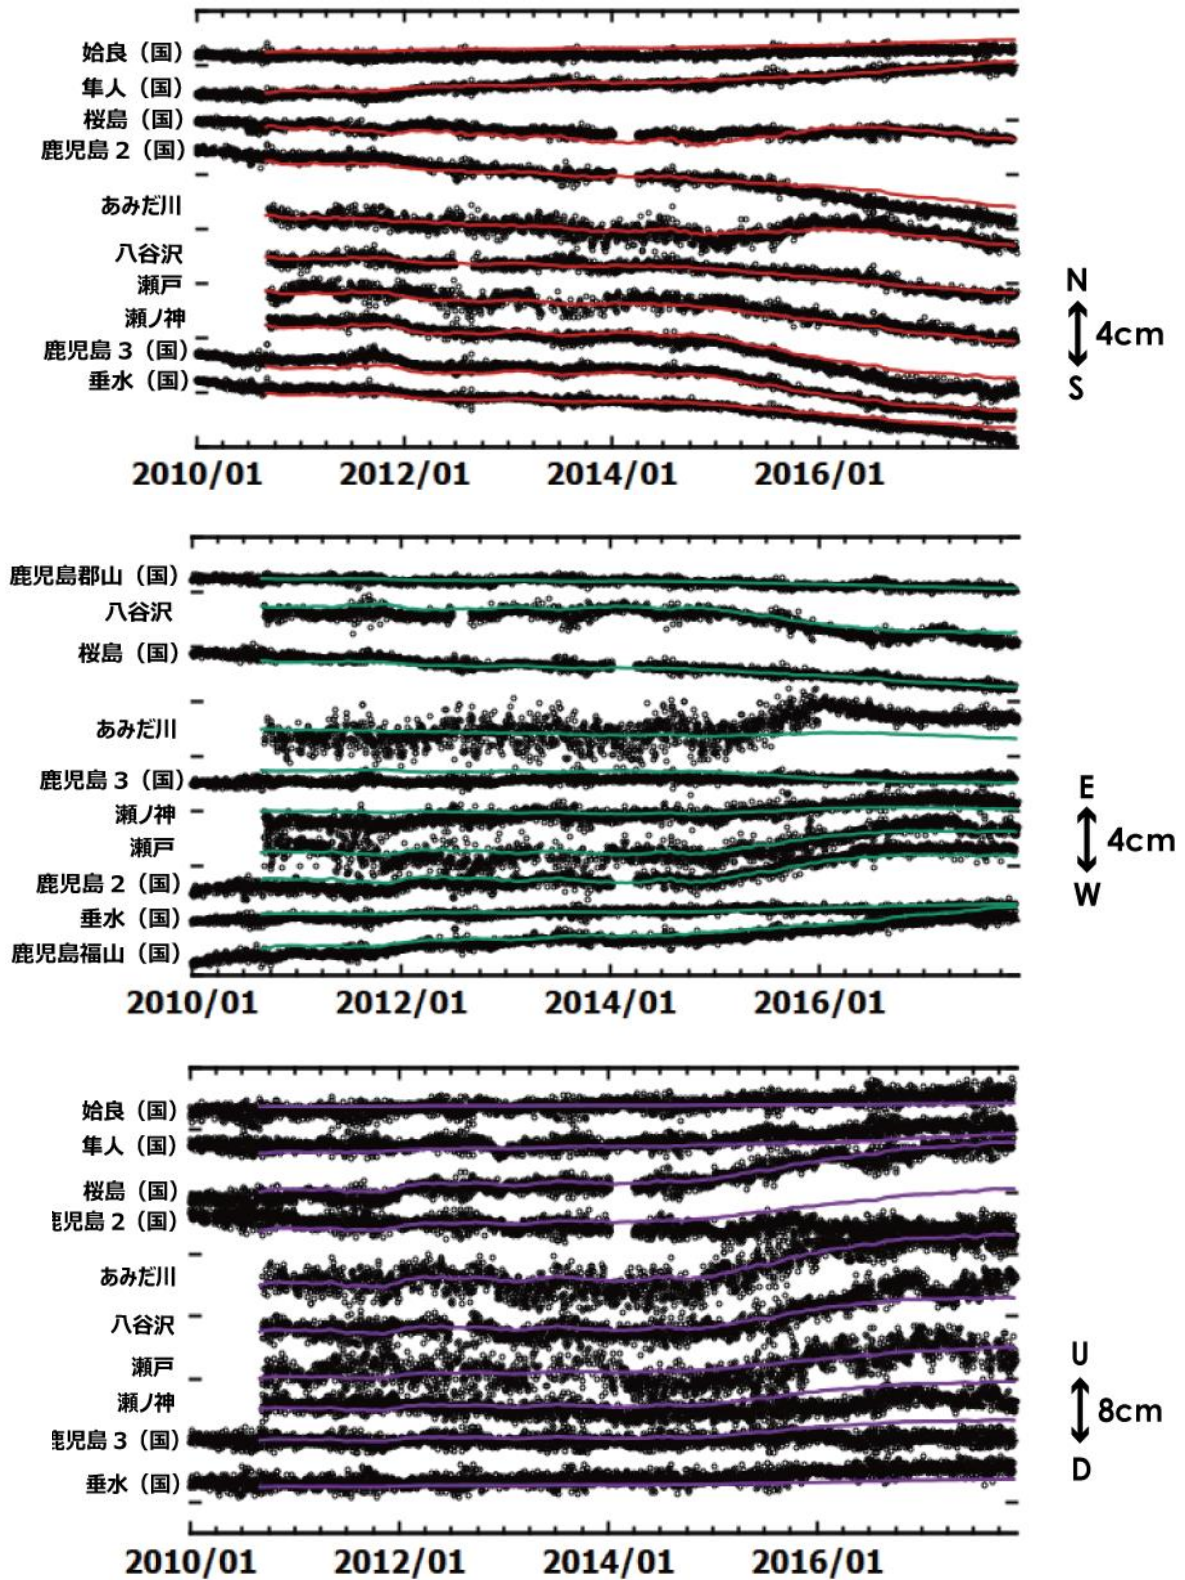 姶良（国）
隼人（国）
桜島（国）
鹿児島２（国）
あみだ川
八谷沢
瀬戸
瀬ノ神
鹿児島３（国）
垂水（国）
N
4cm
S
2010/01 2012/01 2014/01 2016/01
鹿児島郡山（国）
八谷沢
桜島（国）
あみだ川
鹿児島３（国）
瀬ノ神
瀬戸
鹿児島２（国）
垂水（国）
鹿児島福山（国）
E
4cm
W
2010/01 2012/01 2014/01 2016/01
姶良（国）
隼人（国）
桜島（国）
鹿児島２（国）
あみだ川
八谷沢
瀬戸
瀬ノ神
鹿児島３（国）
垂水（国）
U
8cm
D
2010/01 2012/01 2014/01 2016/01